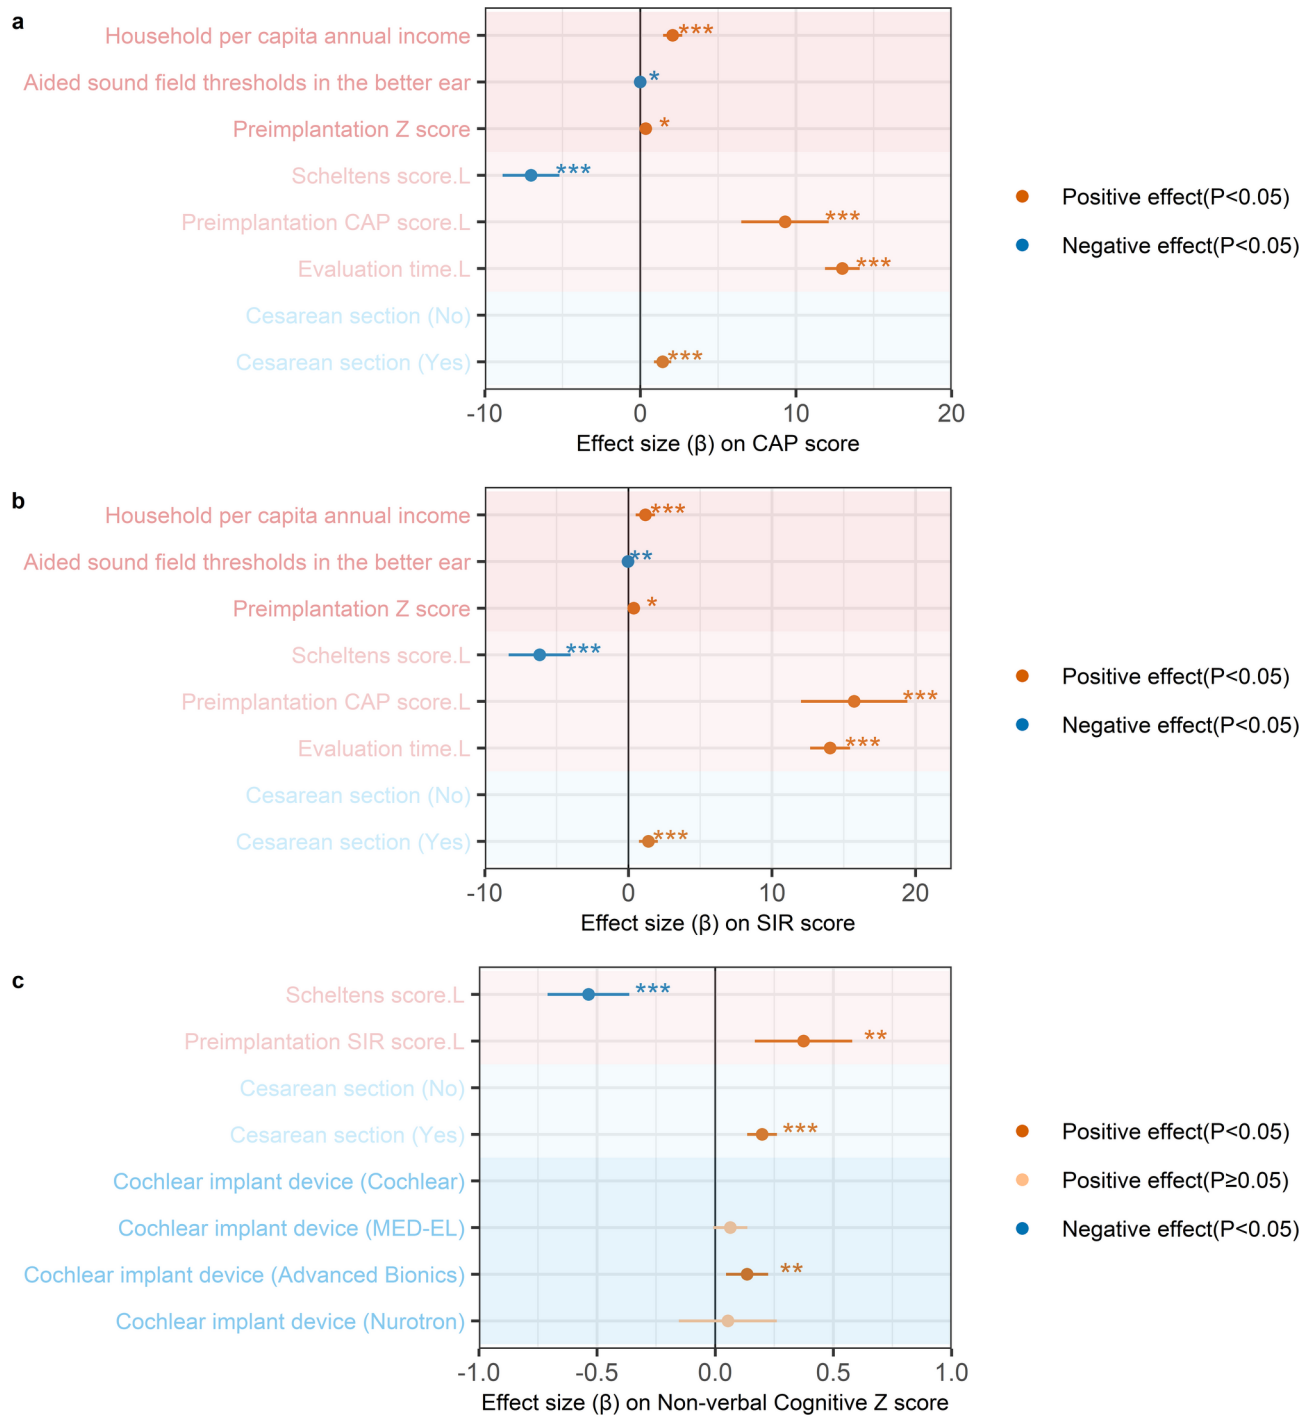 a
Household per capita annual income
***
Aided sound field thresholds in the better ear
*
Preimplantation Z score
*
Scheltens score.L
***
Preimplantation CAP score.L
***
Evaluation time.L
***
Cesarean section (No)
Cesarean section (Yes)
***
-10 0 10 20
Effect size (β) on CAP score
Positive effect(P<0.05)
Negative effect(P<0.05)
b
Household per capita annual income
***
Aided sound field thresholds in the better ear
**
Preimplantation Z score
*
Scheltens score.L
***
Preimplantation CAP score.L
***
Evaluation time.L
***
Cesarean section (No)
Cesarean section (Yes)
***
-10 0 10 20
Effect size (β) on SIR score
Positive effect(P<0.05)
Negative effect(P<0.05)
c
Scheltens score.L
***
Preimplantation SIR score.L
**
Cesarean section (No)
Cesarean section (Yes)
***
Cochlear implant device (Cochlear)
Cochlear implant device (MED-EL)
Cochlear implant device (Advanced Bionics)
**
Cochlear implant device (Nurotron)
-1.0 -0.5 0.0 0.5 1.0
Effect size (β) on Non-verbal Cognitive Z score
Positive effect(P<0.05)
Positive effect(P≥0.05)
Negative effect(P<0.05)